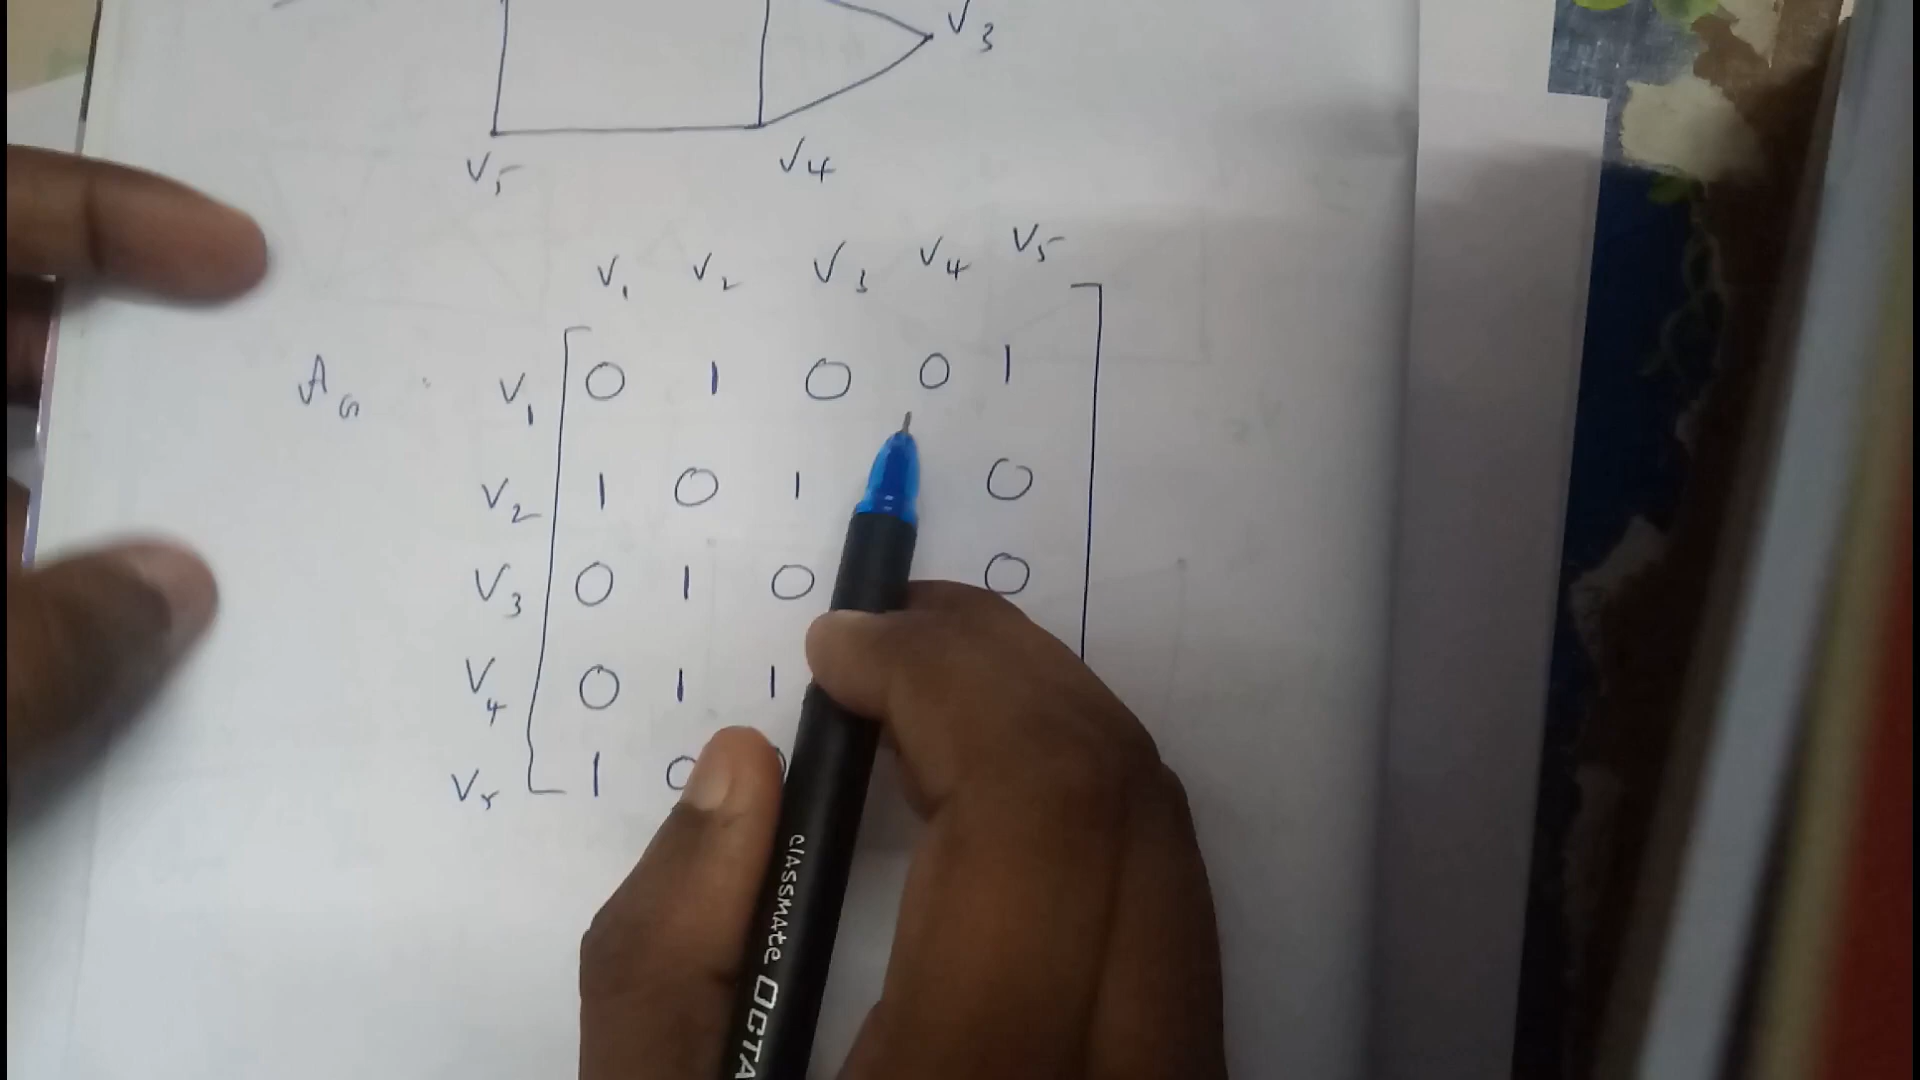 V3
V5 V4
V1 V2 V3 V4 V5
AG : V1 0 1 0 0 1
V2 1 0 1 0
V3 0 1 0 0
V4 0 1 1
V5 1 0 0
classmate OCTA